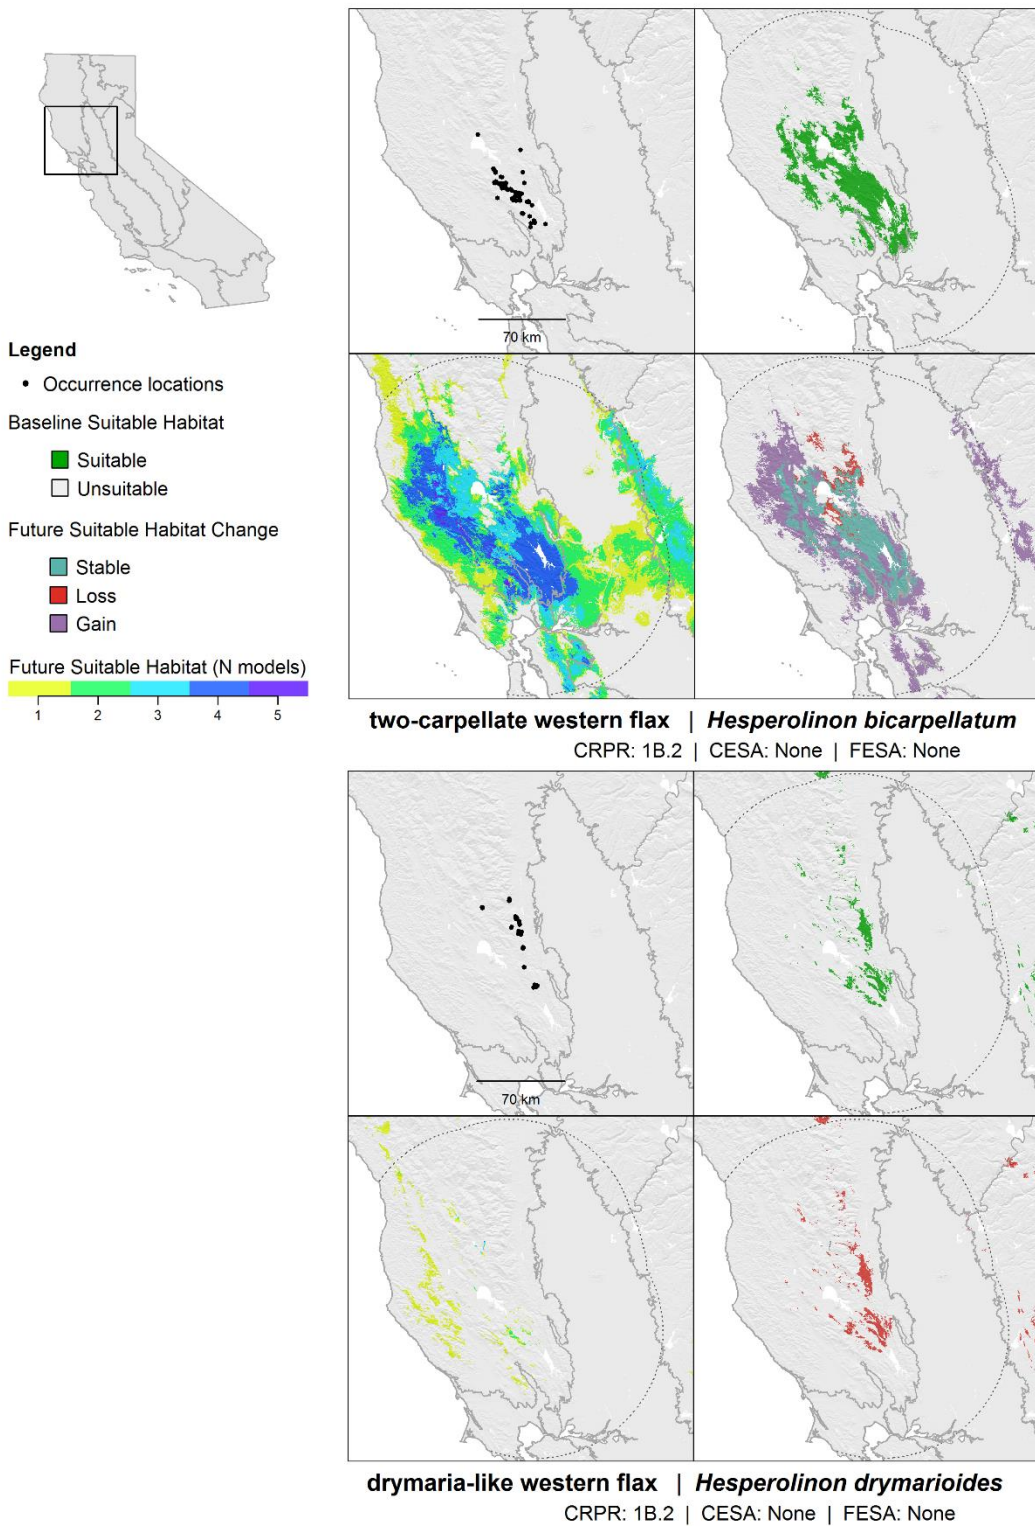 Legend
Occurrence locations
Baseline Suitable Habitat
Suitable
Unsuitable
Future Suitable Habitat Change
Stable
Loss
Gain
Future Suitable Habitat (N models)
1 2 3 4 5
70 km
two-carpellate western flax | Hesperolinon bicarpellatum
CRPR: 1B.2 | CESA: None | FESA: None
70 km
drymaria-like western flax | Hesperolinon drymarioides
CRPR: 1B.2 | CESA: None | FESA: None